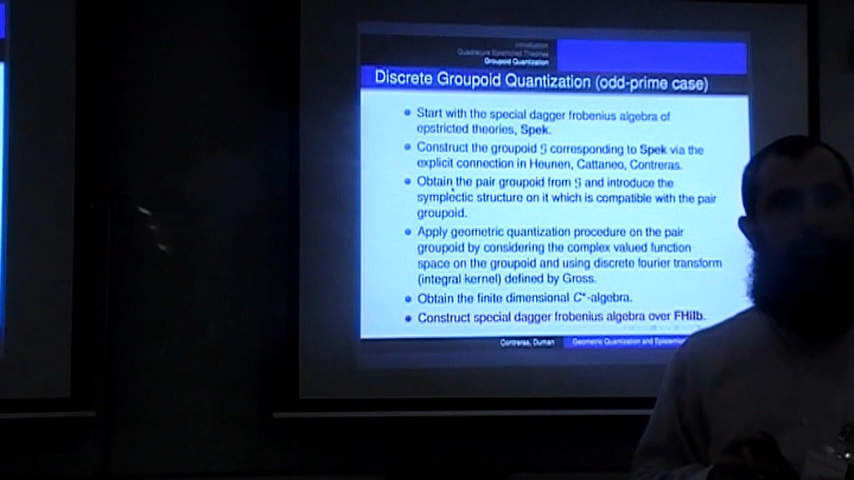 Introduction
Quadrature Epistricted Theories
Groupoid Quantization
Discrete Groupoid Quantization (odd-prime case)
Start with the special dagger frobenius algebra of
epstricted theories, Spek.
Construct the groupoid G corresponding to Spek via the
explicit connection in Heunen, Cattaneo, Contreras.
Obtain the pair groupoid from G and introduce the
symplectic structure on it which is compatible with the pair
groupoid.
Apply geometric quantization procedure on the pair
groupoid by considering the complex valued function
space on the groupoid and using discrete fourier transform
(integral kernel) defined by Gross.
Obtain the finite dimensional C*-algebra.
Construct special dagger frobenius algebra over FHilb.
Contreras, Duman
Geometric Quantization and